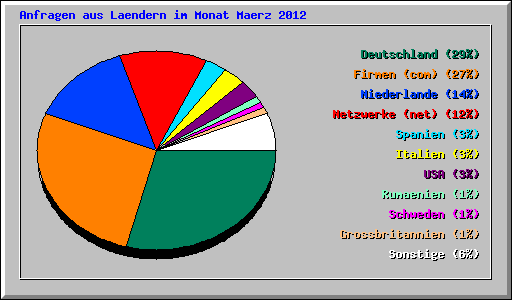 Anfragen aus Laendern im Monat Maerz 2012
Deutschland (29%)
Firmen (com) (27%)
Niederlande (14%)
Netzwerke (net) (12%)
Spanien (3%)
Italien (3%)
USA (3%)
Rumaenien (1%)
Schweden (1%)
Grossbritannien (1%)
Sonstige (6%)